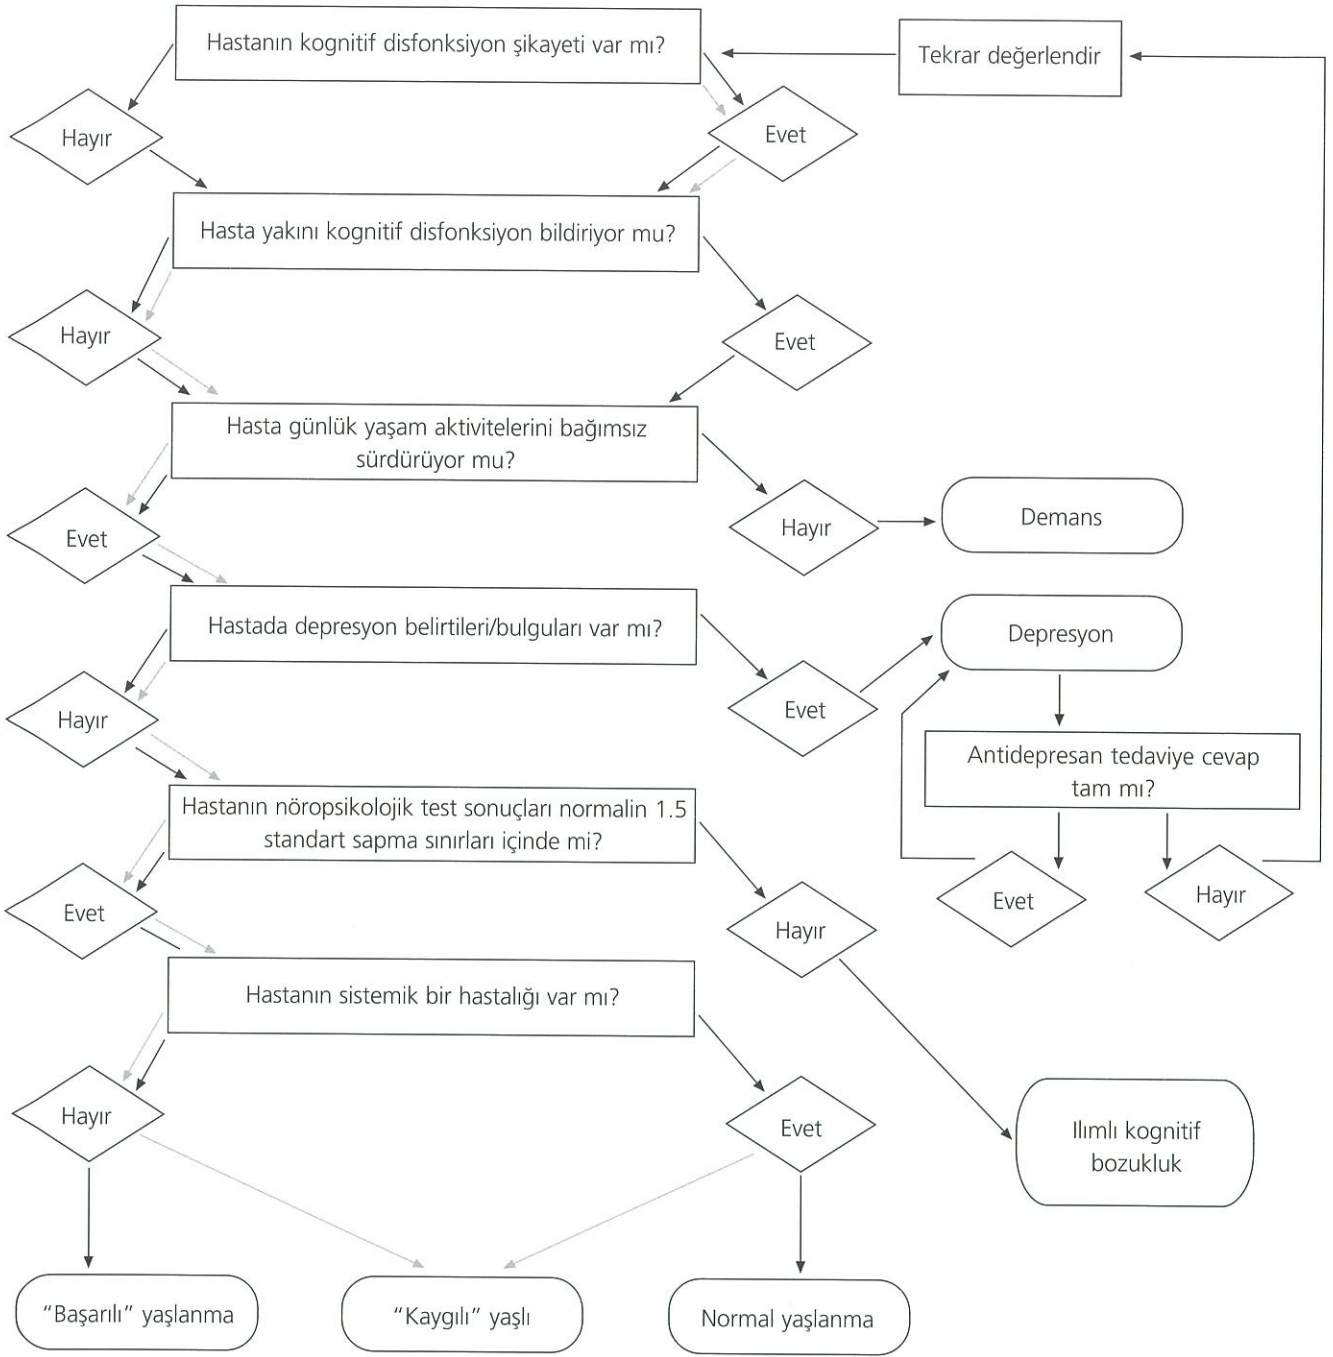 Hastanın kognitif disfonksiyon şikayeti var mı?
Tekrar değerlendir
Hayır
Evet
Hasta yakını kognitif disfonksiyon bildiriyor mu?
Hayır
Evet
Hasta günlük yaşam aktivitelerini bağımsız
sürdürüyor mu?
Evet
Hayır
Demans
Hastada depresyon belirtileri/bulguları var mı?
Depresyon
Hayır
Evet
Antidepresan tedaviye cevap
tam mı?
Hastanın nöropsikolojik test sonuçları normalin 1.5
standart sapma sınırları içinde mi?
Evet
Hayır
Evet
Hayır
Hastanın sistemik bir hastalığı var mı?
Hayır
Evet
Ilımlı kognitif
bozukluk
“Başarılı” yaşlanma
“Kaygılı” yaşlı
Normal yaşlanma